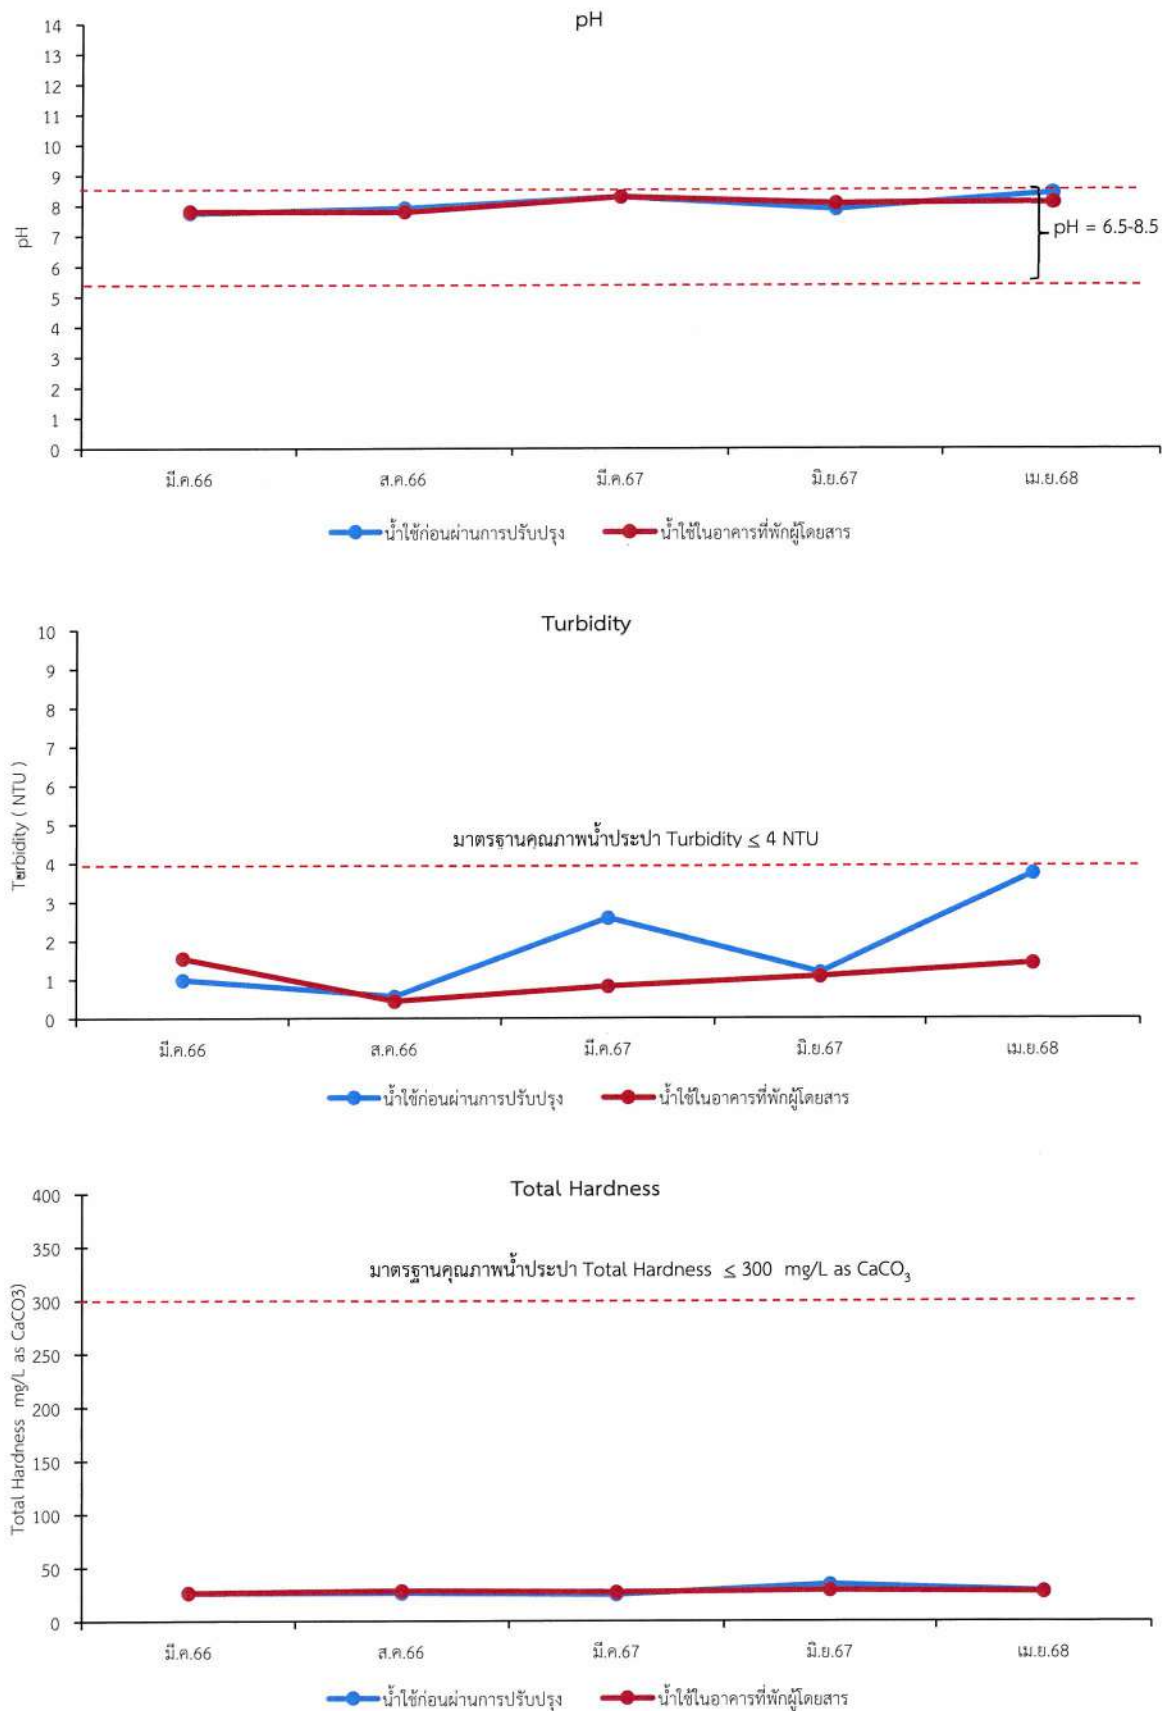 pH
14
13
12
11
10
9
8
7
6
5
4
3
2
1
0
pH
pH = 6.5-8.5
มี.ค.66 ส.ค.66 มี.ค.67 มิ.ย.67 เม.ย.68
น้ำใช้ก่อนผ่านการปรับปรุง น้ำใช้ในอาคารที่พักผู้โดยสาร
Turbidity
10
9
8
7
6
5
4
3
2
1
0
Turbidity ( NTU )
มาตรฐานคุณภาพน้ำประปา Turbidity ≤ 4 NTU
มี.ค.66 ส.ค.66 มี.ค.67 มิ.ย.67 เม.ย.68
น้ำใช้ก่อนผ่านการปรับปรุง น้ำใช้ในอาคารที่พักผู้โดยสาร
Total Hardness
400
350
300
250
200
150
100
50
0
Total Hardness mg/L as CaCO3)
มาตรฐานคุณภาพน้ำประปา Total Hardness ≤ 300 mg/L as CaCO₃
มี.ค.66 ส.ค.66 มี.ค.67 มิ.ย.67 เม.ย.68
น้ำใช้ก่อนผ่านการปรับปรุง น้ำใช้ในอาคารที่พักผู้โดยสาร